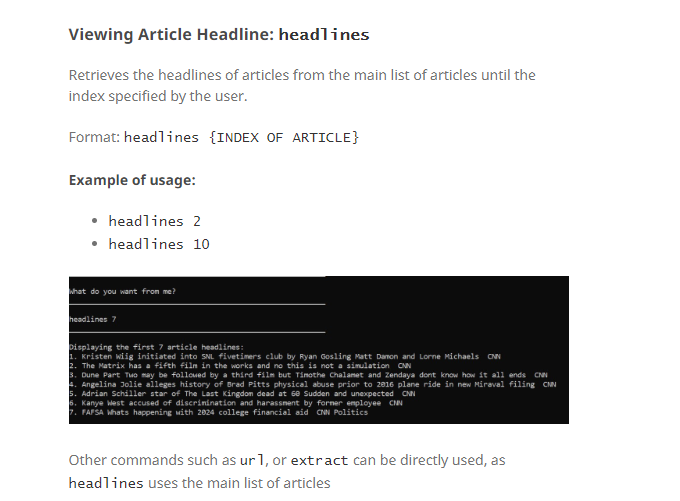 Viewing Article Headline: headlines
Retrieves the headlines of articles from the main list of articles until the
index specified by the user.
Format: headlines {INDEX OF ARTICLE}
Example of usage:
headlines 2
headlines 10
What do you want from me?
headlines 7
Displaying the first 7 article headlines:
1. Kristen Wiig initiated into SNL fivetimers club by Ryan Gosling Matt Damon and Lorne Michaels CNN
2. The Matrix has a fifth film in the works and no this is not a simulation CNN
3. Dune Part Two may be followed by a third film but Timothe Chalamet and Zendaya dont know how it all ends CNN
4. Angelina Jolie alleges history of Brad Pitts physical abuse prior to 2016 plane ride in new Miraval filing CNN
5. Adrian Schiller star of The Last Kingdom dead at 60 Sudden and unexpected CNN
6. Kanye West accused of discrimination and harassment by former employee CNN
7. FAFSA Whats happening with 2024 college financial aid CNN Politics
Other commands such as url, or extract can be directly used, as
headlines uses the main list of articles